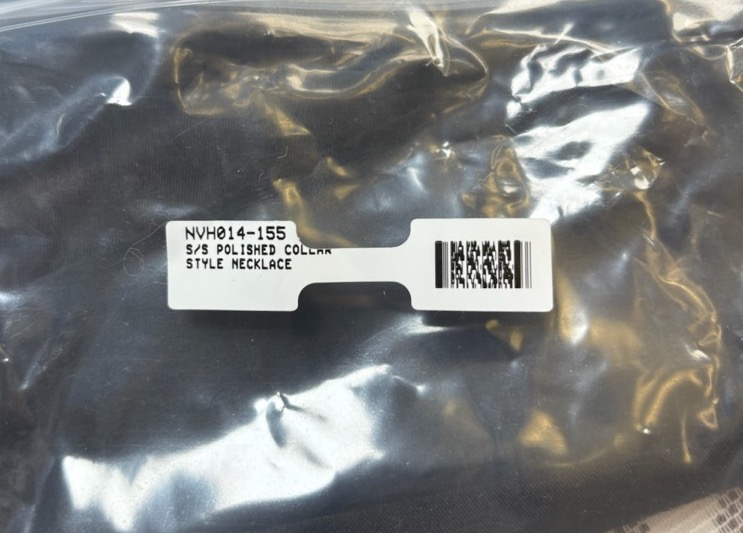 NVH014-155
S/S POLISHED COLLAR
STYLE NECKLACE